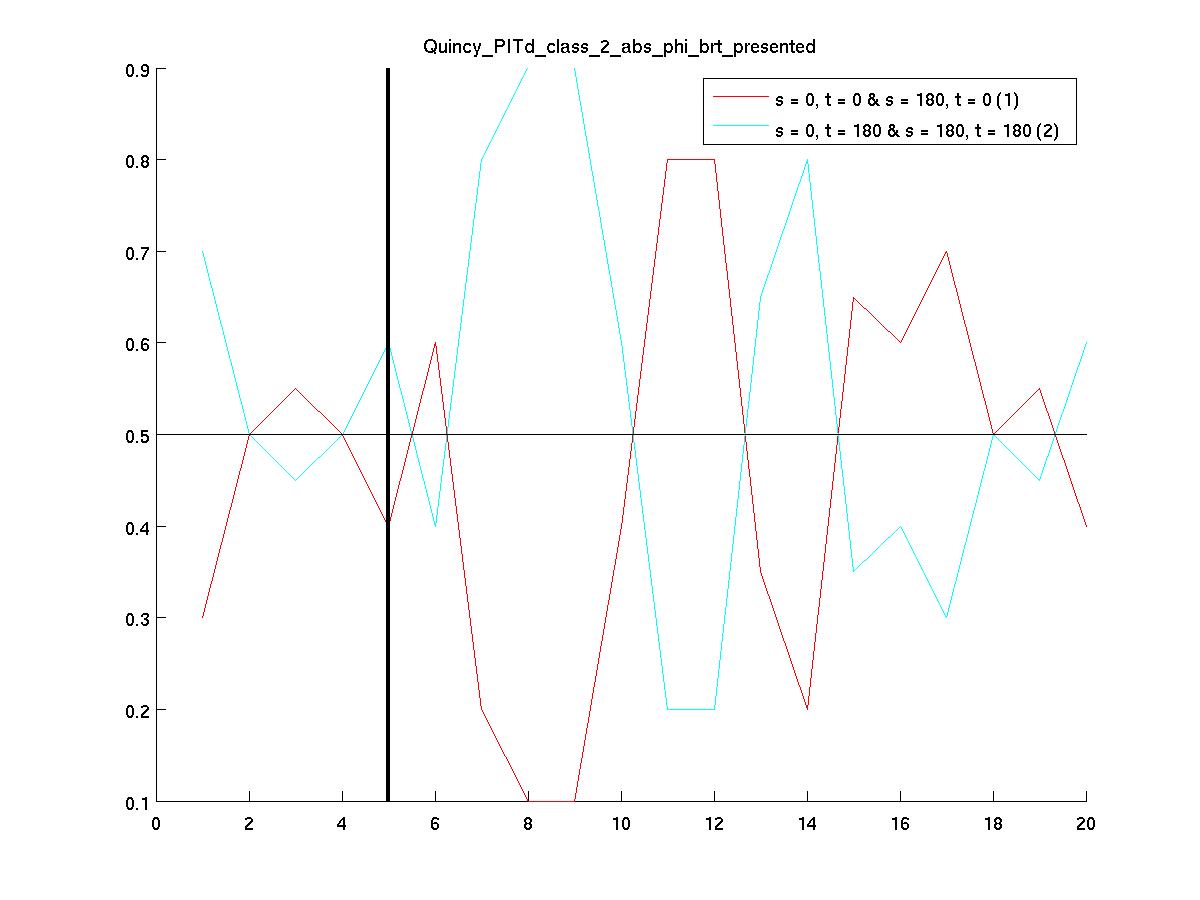 Quincy_PITd_class_2_abs_phi_brt_presented
s = 0, t = 0 & s = 180, t = 0 (1)
s = 0, t = 180 & s = 180, t = 180 (2)
0.9
0.8
0.7
0.6
0.5
0.4
0.3
0.2
0.1
0 2 4 6 8 10 12 14 16 18 20